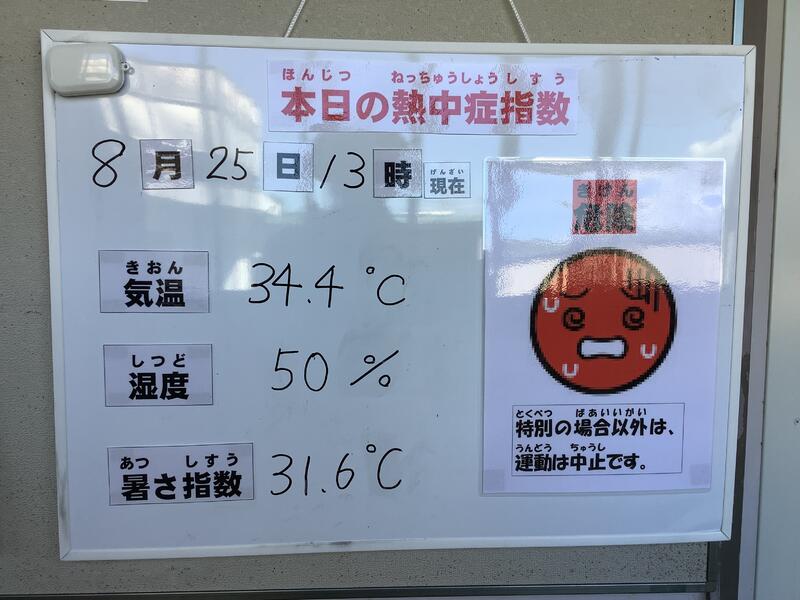 ほんじつ ねっちゅうしょうしすう
本日の熱中症指数
8月25日13時現在
げんざい
きおん
気温 34.4℃
しつど
湿度 50%
あつ しすう
暑さ指数 31.6℃
きけん
危険
とくべつ ばあいいがい
特別の場合以外は、
うんどう ちゅうし
運動は中止です。